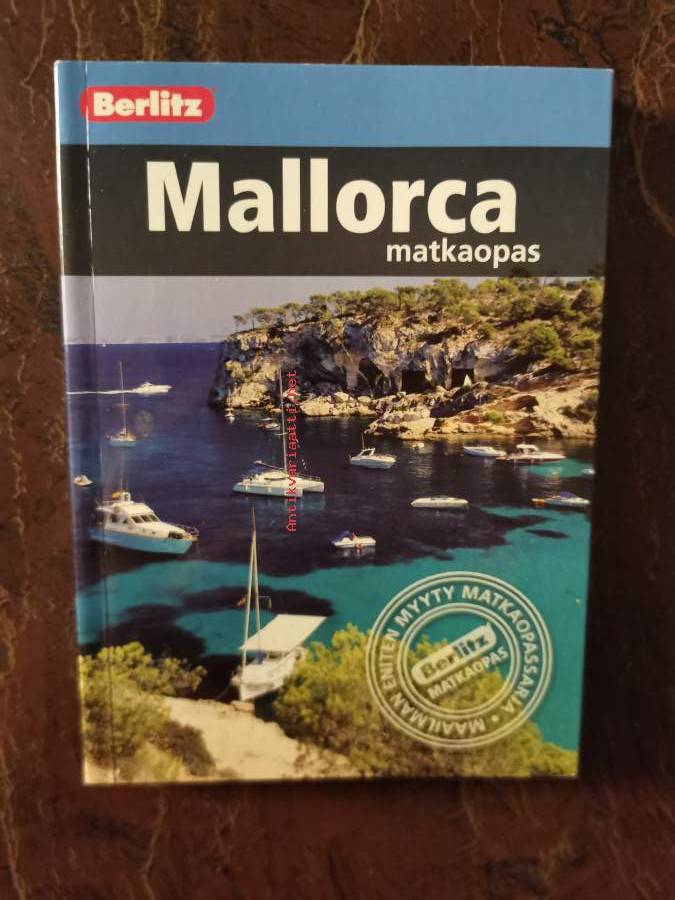 Berlitz
Mallorca
matkaopas
Antikvariaatti.net
MAAILMAN ENITEN MYYTY MATKAOPASSARJA •
Berlitz
MATKAOPAS